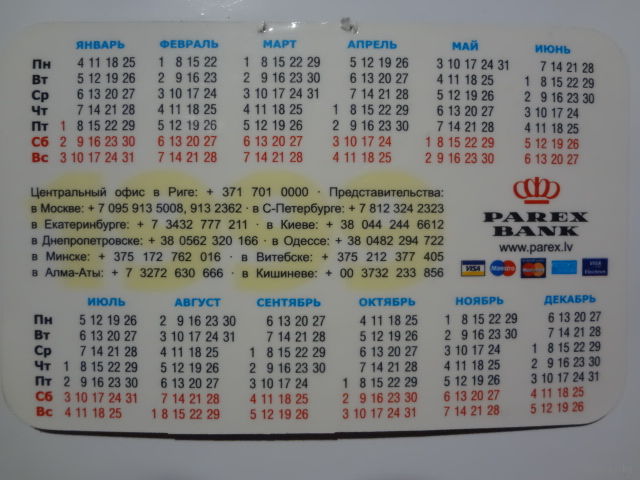 ЯНВАРЬ ФЕВРАЛЬ МАРТ АПРЕЛЬ МАЙ ИЮНЬ
Пн 4 11 18 25 1 8 15 22 1 8 15 22 29 5 12 19 26 3 10 17 24 31 7 14 21 28
Вт 5 12 19 26 2 9 16 23 2 9 16 23 30 6 13 20 27 4 11 18 25 1 8 15 22 29
Ср 6 13 20 27 3 10 17 24 3 10 17 24 31 7 14 21 28 5 12 19 26 2 9 16 23 30
Чт 7 14 21 28 4 11 18 25 4 11 18 25 1 8 15 22 29 6 13 20 27 3 10 17 24
Пт 1 8 15 22 29 5 12 19 26 5 12 19 26 2 9 16 23 30 7 14 21 28 4 11 18 25
Сб 2 9 16 23 30 6 13 20 27 6 13 20 27 3 10 17 24 1 8 15 22 29 5 12 19 26
Вс 3 10 17 24 31 7 14 21 28 7 14 21 28 4 11 18 25 2 9 16 23 30 6 13 20 27
Центральный офис в Риге: + 371 701 0000 · Представительства:
в Москве: + 7 095 913 5008, 913 2362 · в С-Петербурге: + 7 812 324 2323
в Екатеринбурге: + 7 3432 777 211 · в Киеве: + 38 044 244 6612
в Днепропетровске: + 38 0562 320 166 · в Одессе: + 38 0482 294 722
в Минске: + 375 172 762 016 · в Витебске: + 375 212 377 405
в Алма-Аты: + 7 3272 630 666 · в Кишиневе: + 00 3732 233 856
PAREX
BANK
www.parex.lv
VISA Maestro VISA Electron
ИЮЛЬ АВГУСТ СЕНТЯБРЬ ОКТЯБРЬ НОЯБРЬ ДЕКАБРЬ
Пн 5 12 19 26 2 9 16 23 30 6 13 20 27 4 11 18 25 1 8 15 22 29 6 13 20 27
Вт 6 13 20 27 3 10 17 24 31 7 14 21 28 5 12 19 26 2 9 16 23 30 7 14 21 28
Ср 7 14 21 28 4 11 18 25 1 8 15 22 29 6 13 20 27 3 10 17 24 1 8 15 22 29
Чт 1 8 15 22 29 5 12 19 26 2 9 16 23 30 7 14 21 28 4 11 18 25 2 9 16 23 30
Пт 2 9 16 23 30 6 13 20 27 3 10 17 24 1 8 15 22 29 5 12 19 26 3 10 17 24 31
Сб 3 10 17 24 31 7 14 21 28 4 11 18 25 2 9 16 23 30 6 13 20 27 4 11 18 25
Вс 4 11 18 25 1 8 15 22 29 5 12 19 26 3 10 17 24 31 7 14 21 28 5 12 19 26